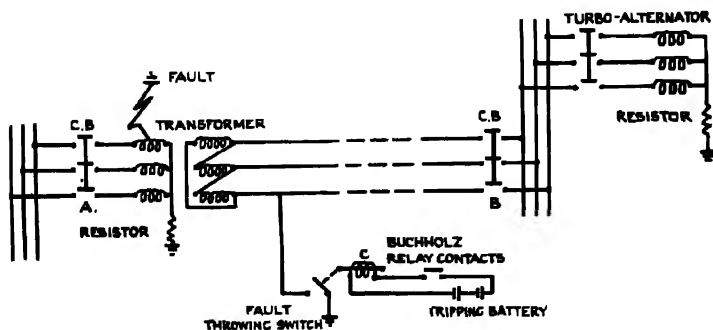 TURBO-ALTERNATOR
FAULT
C.B
TRANSFORMER
C.B
RESISTOR
A.
B
RESISTOR
C
BUCHHOLZ
RELAY CONTACTS
FAULT
THROWING SWITCH
TRIPPING BATTERY